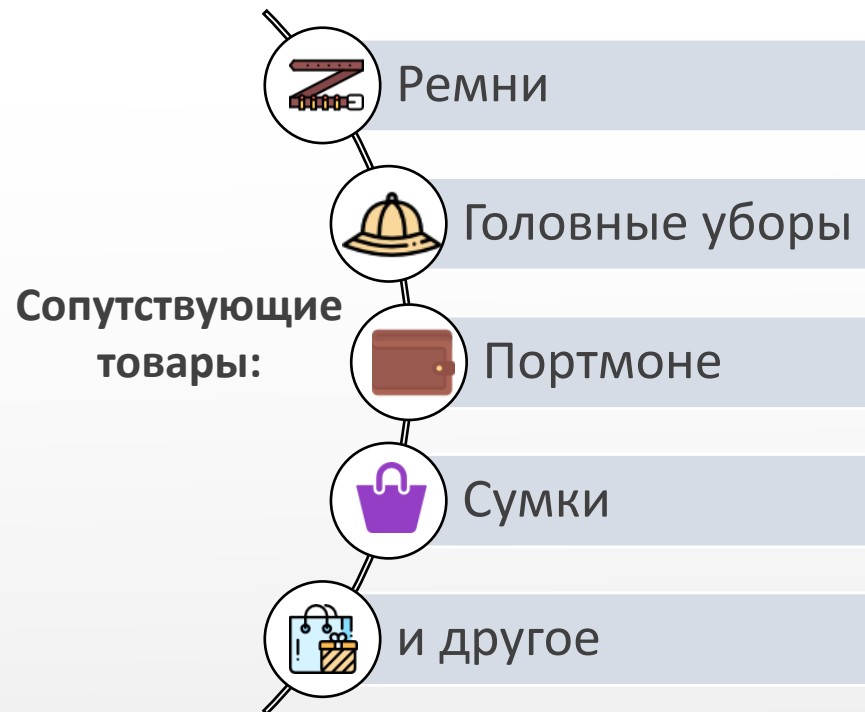 Сопутствующие
товары:
Ремни
Головные уборы
Портмоне
Сумки
и другое